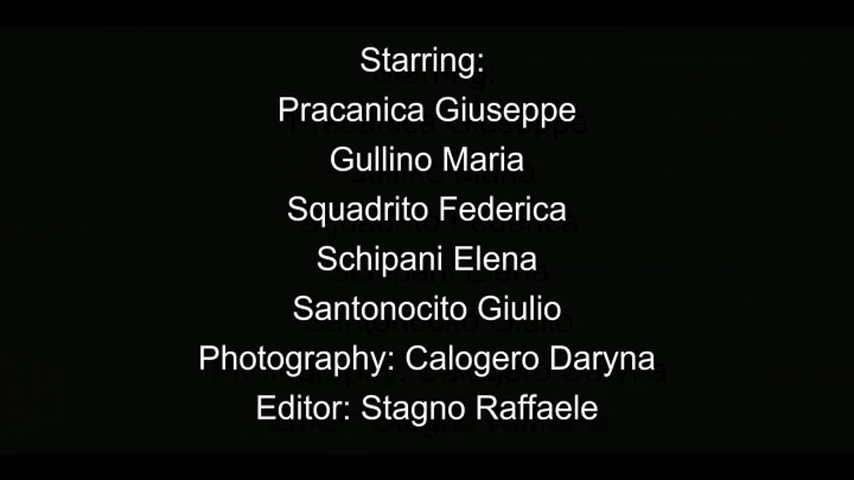 Starring:
Pracanica Giuseppe
Gullino Maria
Squadrito Federica
Schipani Elena
Santonocito Giulio
Photography: Calogero Daryna
Editor: Stagno Raffaele